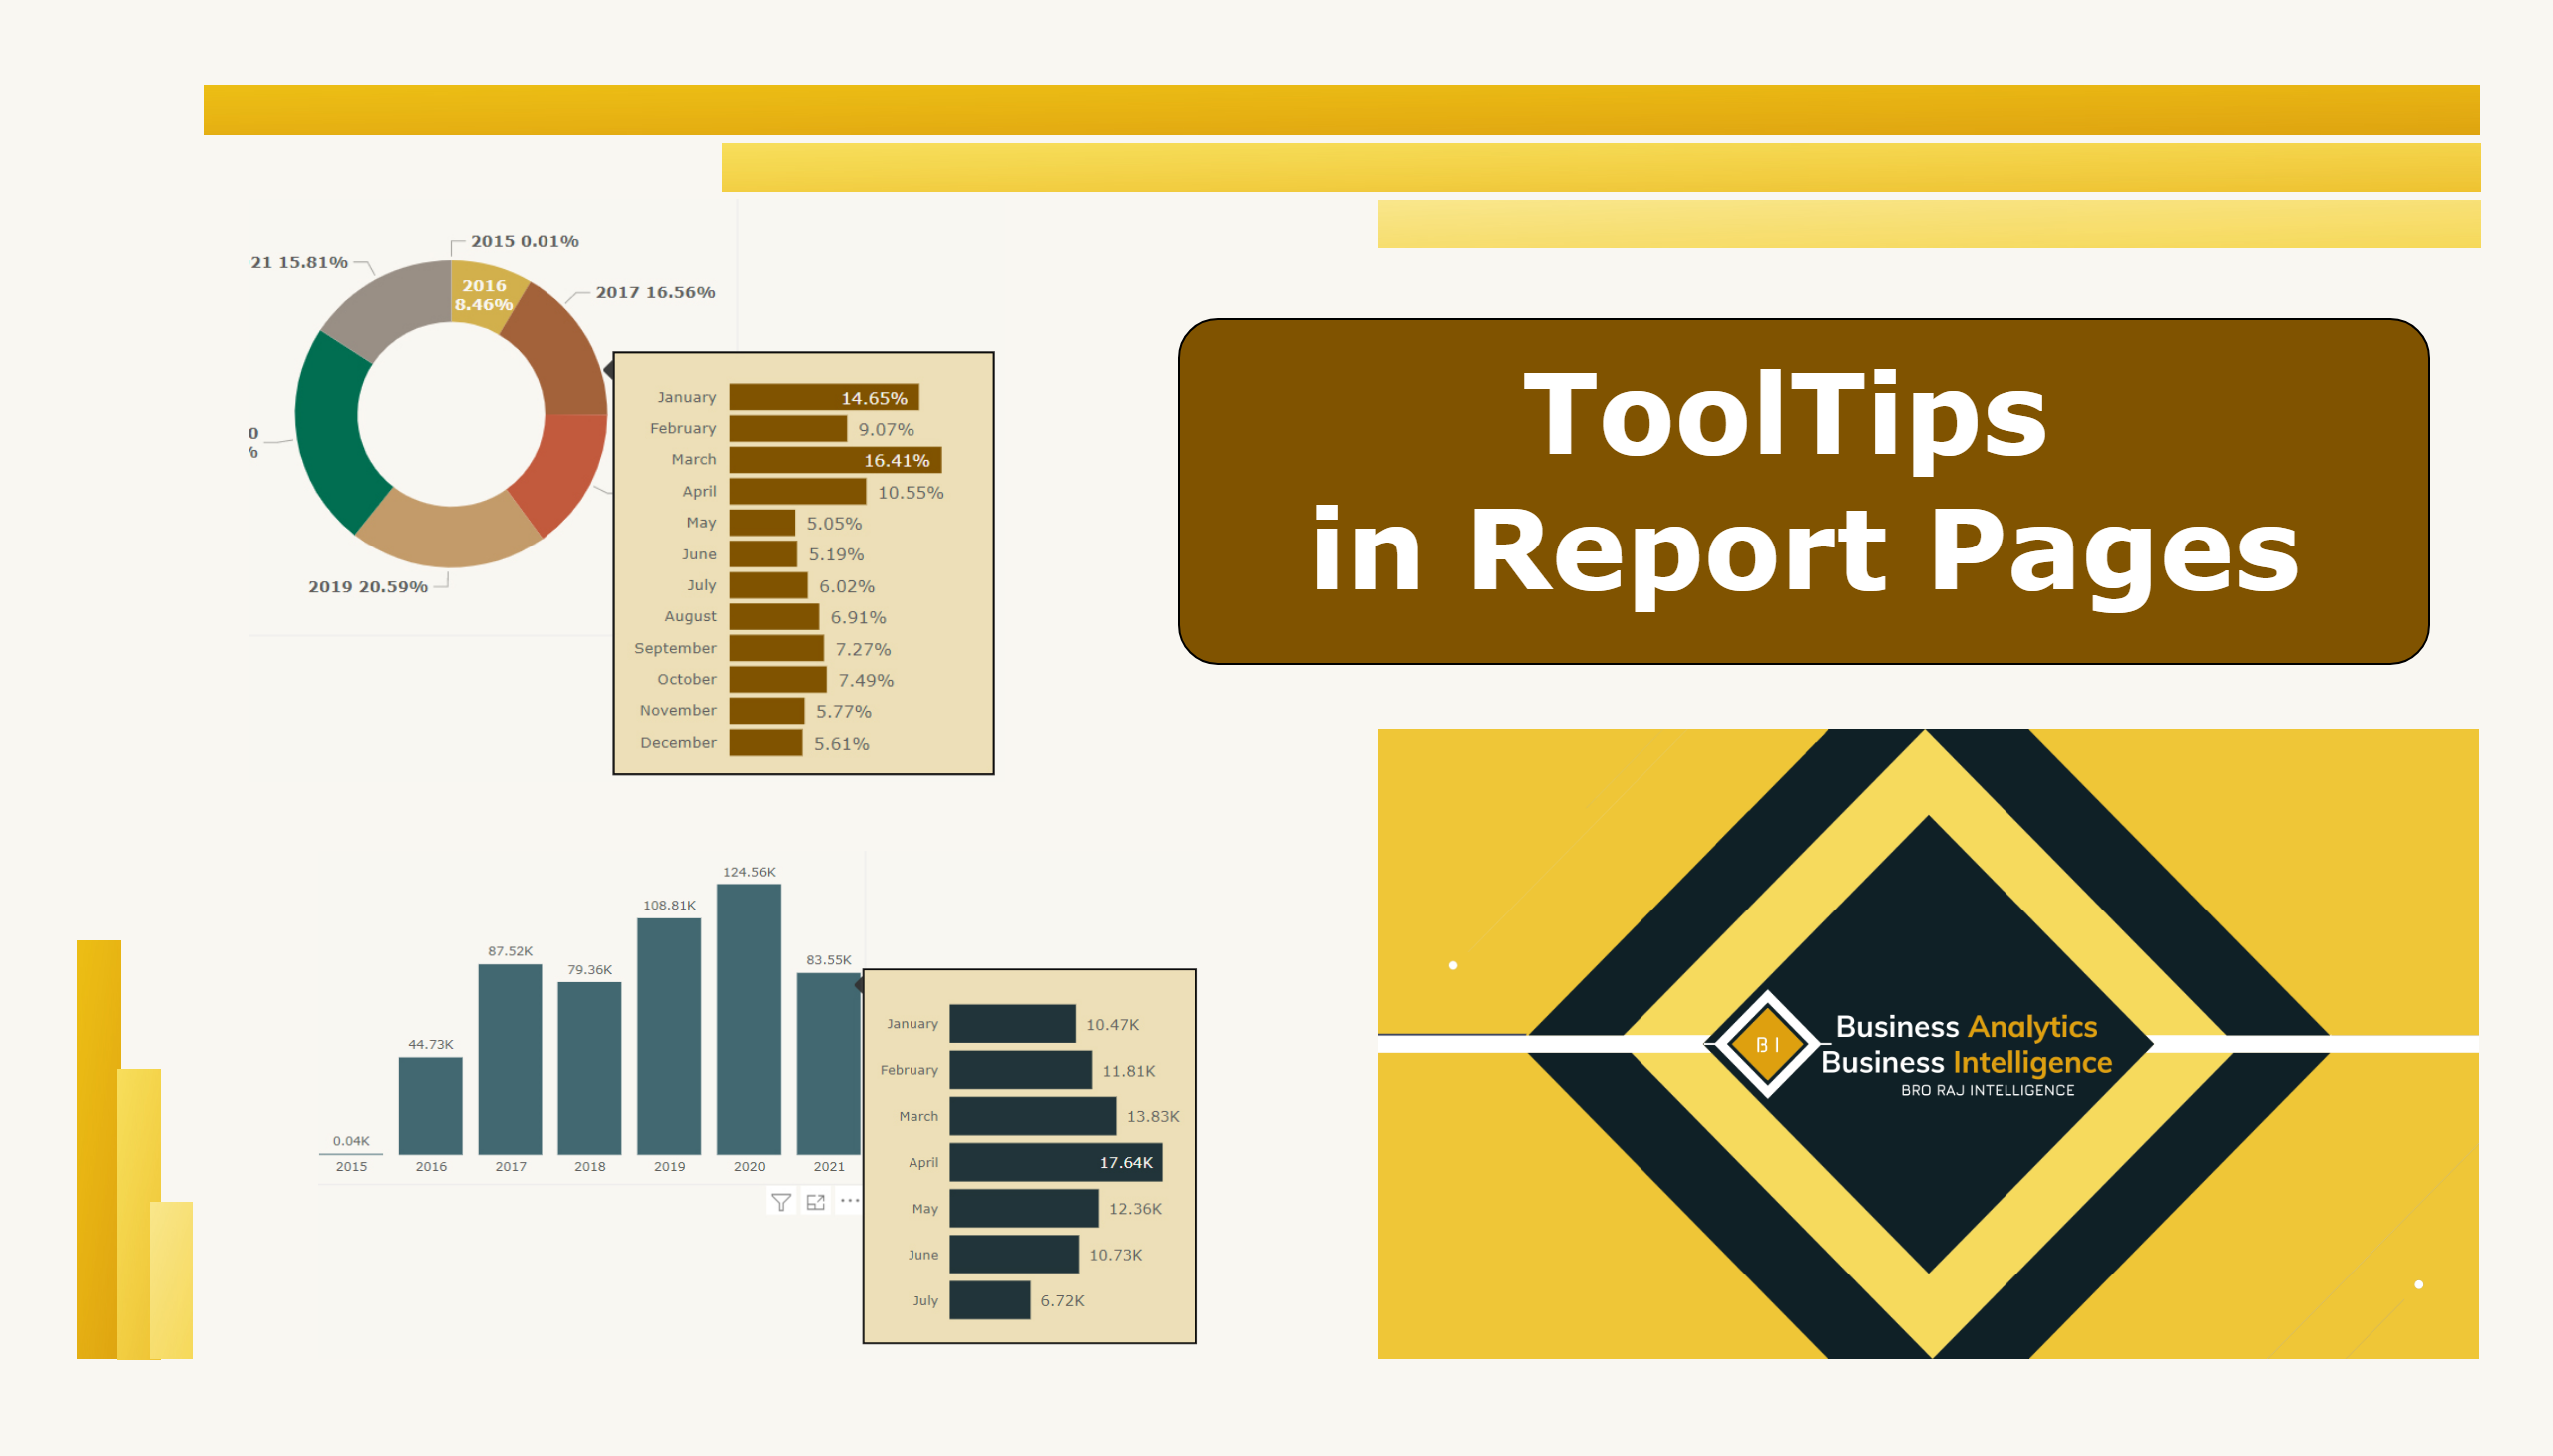 ToolTips
in Report Pages
2015 0.01%
21 15.81%
2016
8.46%
2017 16.56%
0
%
2019 20.59%
January 14.65%
February 9.07%
March 16.41%
April 10.55%
May 5.05%
June 5.19%
July 6.02%
August 6.91%
September 7.27%
October 7.49%
November 5.77%
December 5.61%
124.56K
108.81K
87.52K
83.55K
79.36K
44.73K
0.04K
2015 2016 2017 2018 2019 2020 2021
January 10.47K
February 11.81K
March 13.83K
April 17.64K
May 12.36K
June 10.73K
July 6.72K
BI
Business Analytics
Business Intelligence
BRO RAJ INTELLIGENCE